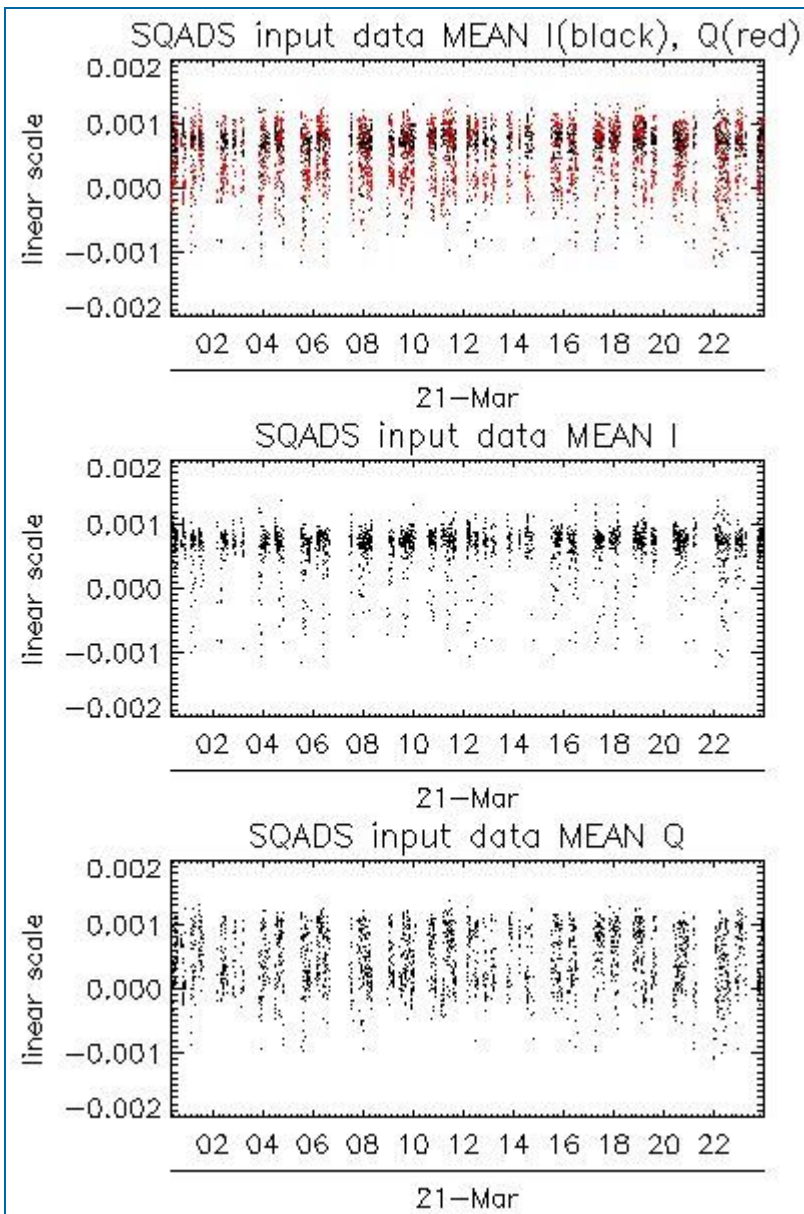 SQADS input data MEAN I(black), Q(red)
0.002
0.001
0.000
−0.001
−0.002
linear scale
02 04 06 08 10 12 14 16 18 20 22
21−Mar
SQADS input data MEAN I
0.002
0.001
0.000
−0.001
−0.002
linear scale
02 04 06 08 10 12 14 16 18 20 22
21−Mar
SQADS input data MEAN Q
0.002
0.001
0.000
−0.001
−0.002
linear scale
02 04 06 08 10 12 14 16 18 20 22
21−Mar